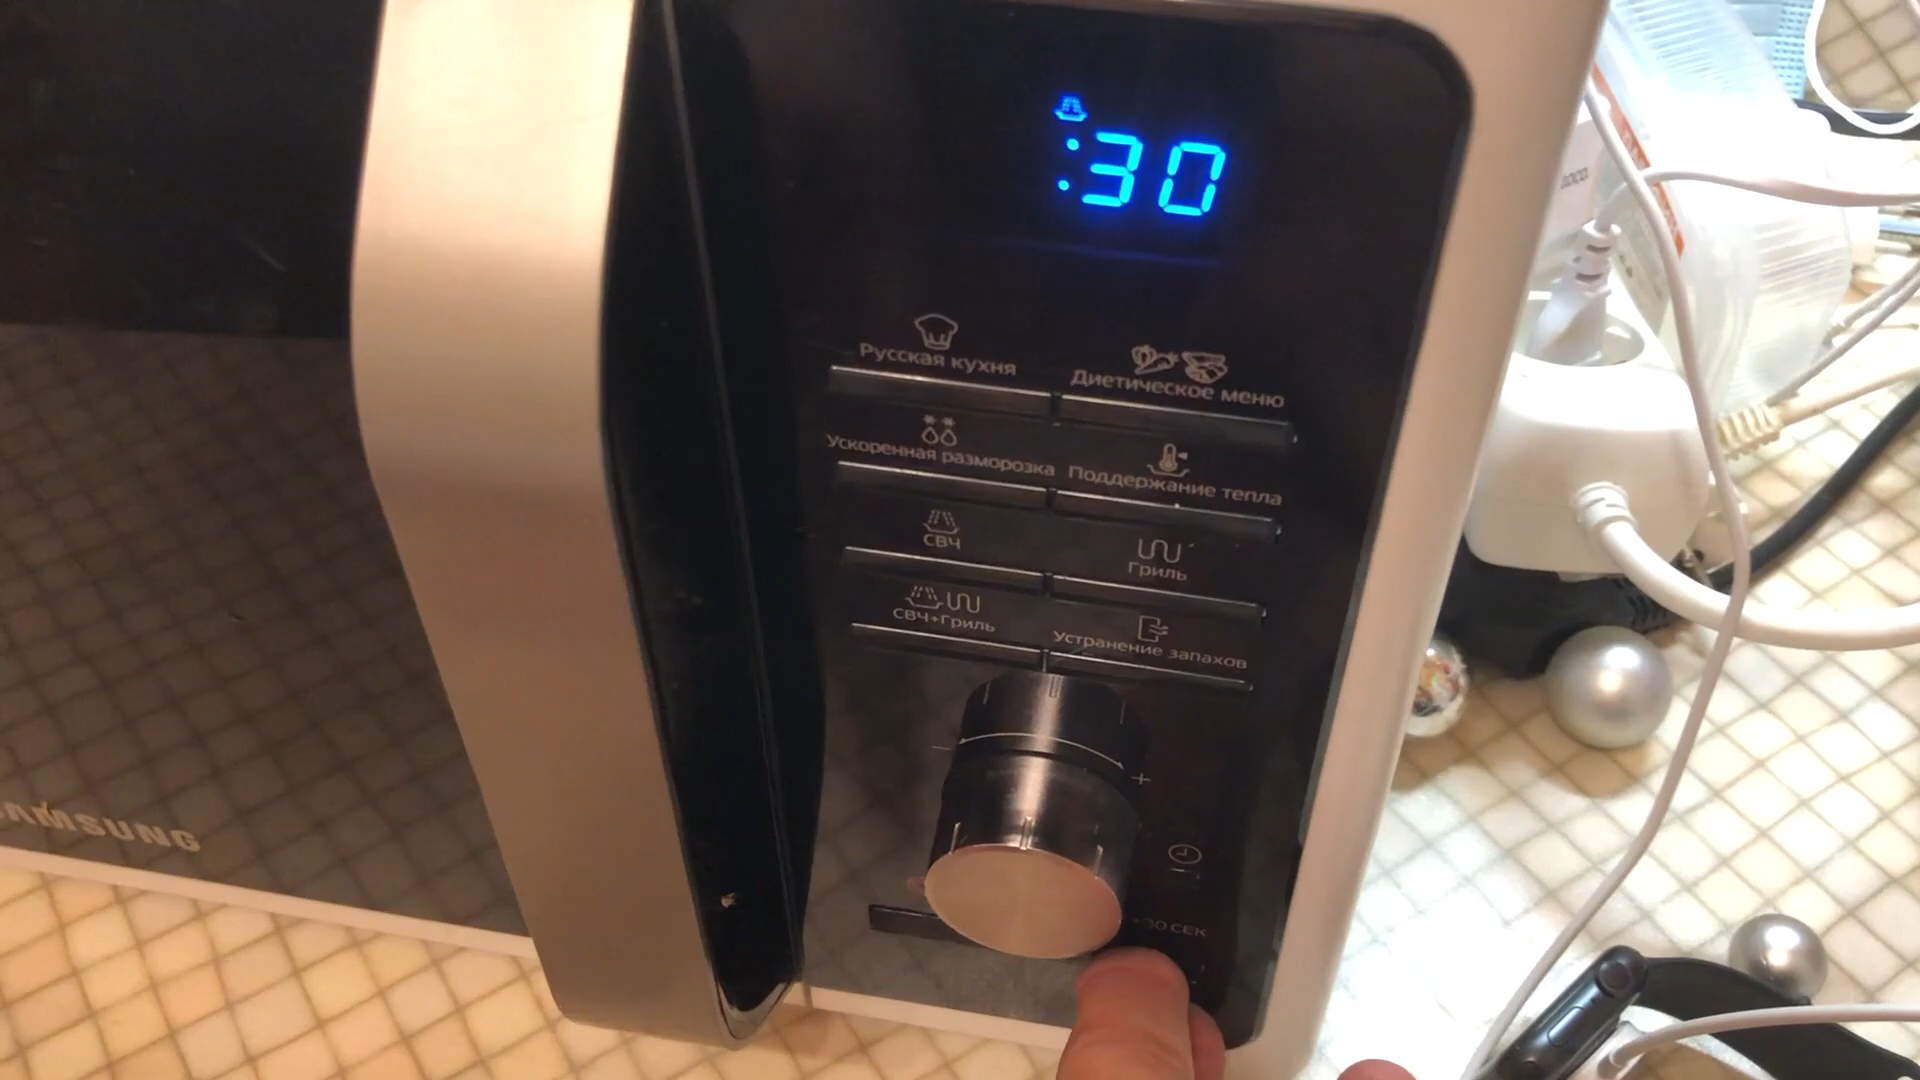 :30
Русская кухня
Диетическое меню
Ускоренная разморозка
Поддержание тепла
СВЧ
Гриль
СВЧ+Гриль
Устранение запахов
- +
+30 СЕК
SAMSUNG